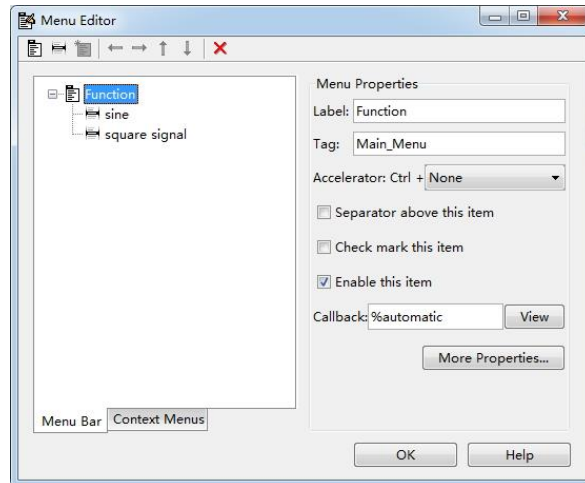 Menu Editor
Function
sine
square signal
Menu Bar
Context Menus
Menu Properties
Label: Function
Tag: Main_Menu
Accelerator: Ctrl + None
Separator above this item
Check mark this item
Enable this item
Callback: %automatic View
More Properties...
OK Help